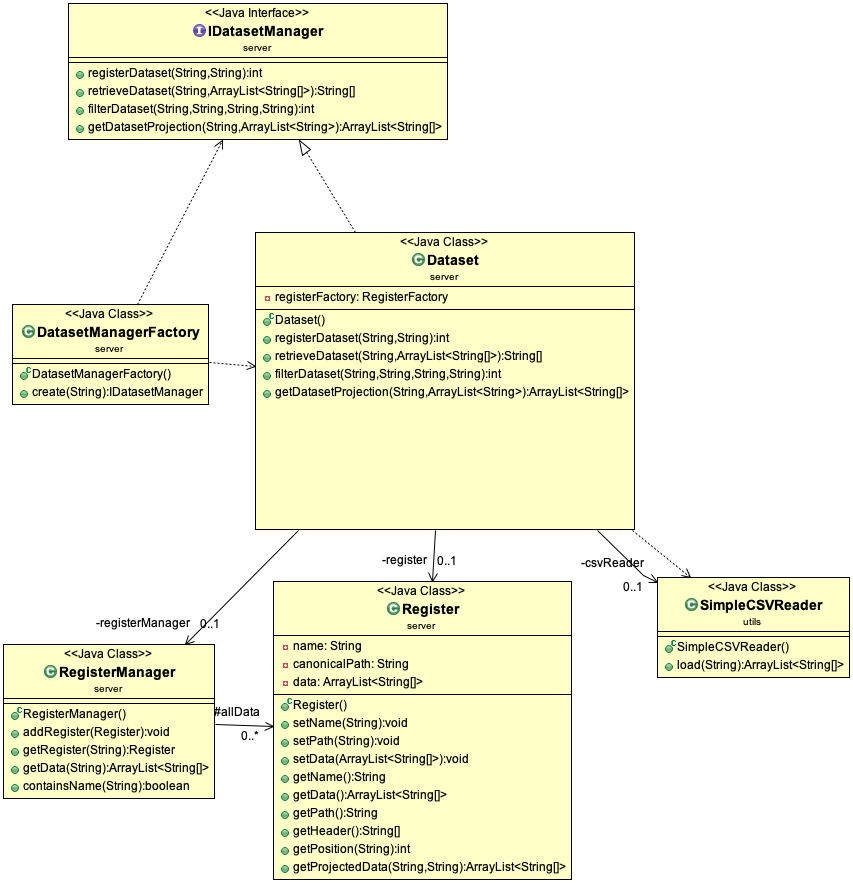 <<Java Interface>>
IDatasetManager
server
registerDataset(String,String):int
retrieveDataset(String,ArrayList<String[]>):String[]
filterDataset(String,String,String,String):int
getDatasetProjection(String,ArrayList<String>):ArrayList<String[]>
<<Java Class>>
Dataset
server
registerFactory: RegisterFactory
Dataset()
registerDataset(String,String):int
retrieveDataset(String,ArrayList<String[]>):String[]
filterDataset(String,String,String,String):int
getDatasetProjection(String,ArrayList<String>):ArrayList<String[]>
<<Java Class>>
DatasetManagerFactory
server
DatasetManagerFactory()
create(String):IDatasetManager
-register 0..1
-csvReader
0..1
-registerManager 0..1
<<Java Class>>
SimpleCSVReader
utils
SimpleCSVReader()
load(String):ArrayList<String[]>
<<Java Class>>
Register
server
name: String
canonicalPath: String
data: ArrayList<String[]>
Register()
setName(String):void
setPath(String):void
setData(ArrayList<String[]>):void
getName():String
getData():ArrayList<String[]>
getPath():String
getHeader():String[]
getPosition(String):int
getProjectedData(String,String):ArrayList<String[]>
<<Java Class>>
RegisterManager
server
RegisterManager()
addRegister(Register):void
getRegister(String):Register
getData(String):ArrayList<String[]>
containsName(String):boolean
#allData
0..*